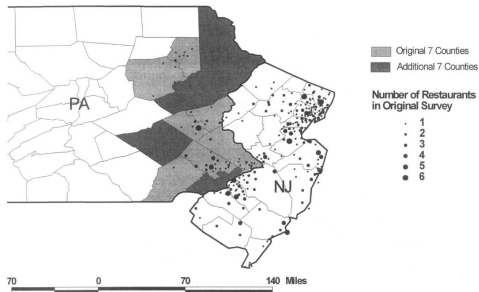 PA
NJ
Original 7 Counties
Additional 7 Counties
Number of Restaurants
in Original Survey
1
2
3
4
5
6
70 0 70 140 Miles